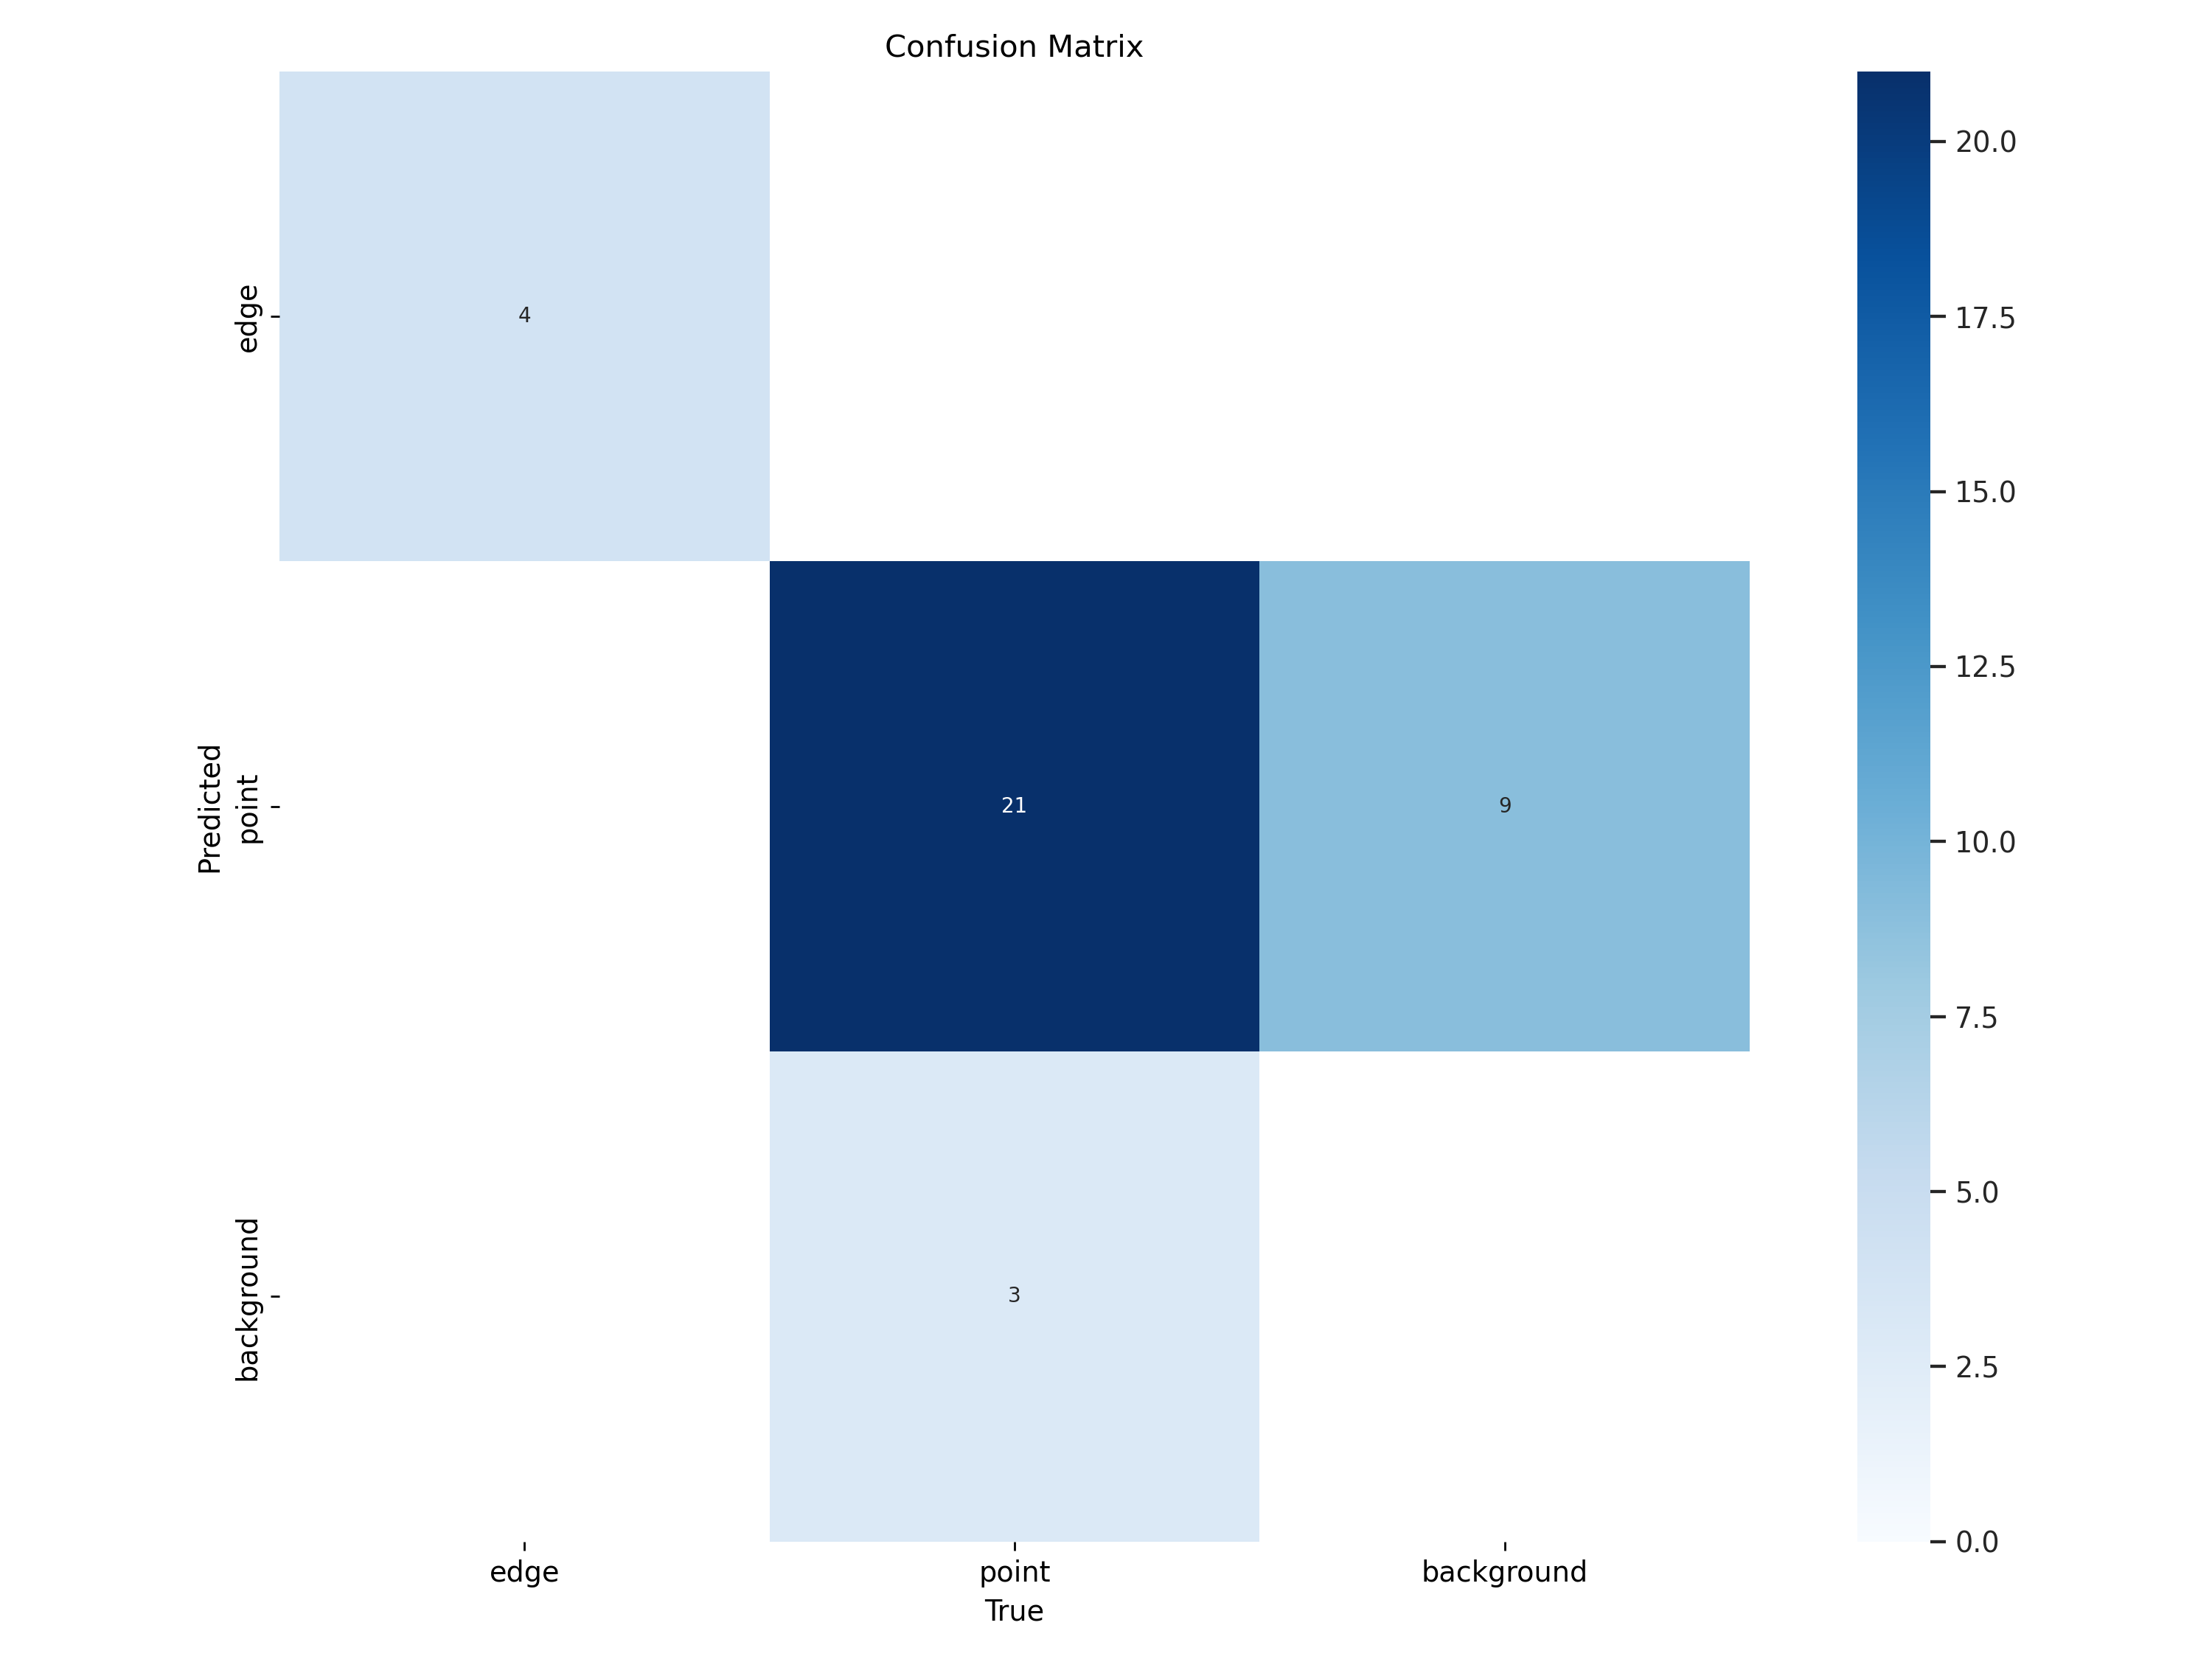 Confusion Matrix
edge
4
Predicted
point
21
9
background
3
edge
point
background
True
20.0
17.5
15.0
12.5
10.0
7.5
5.0
2.5
0.0